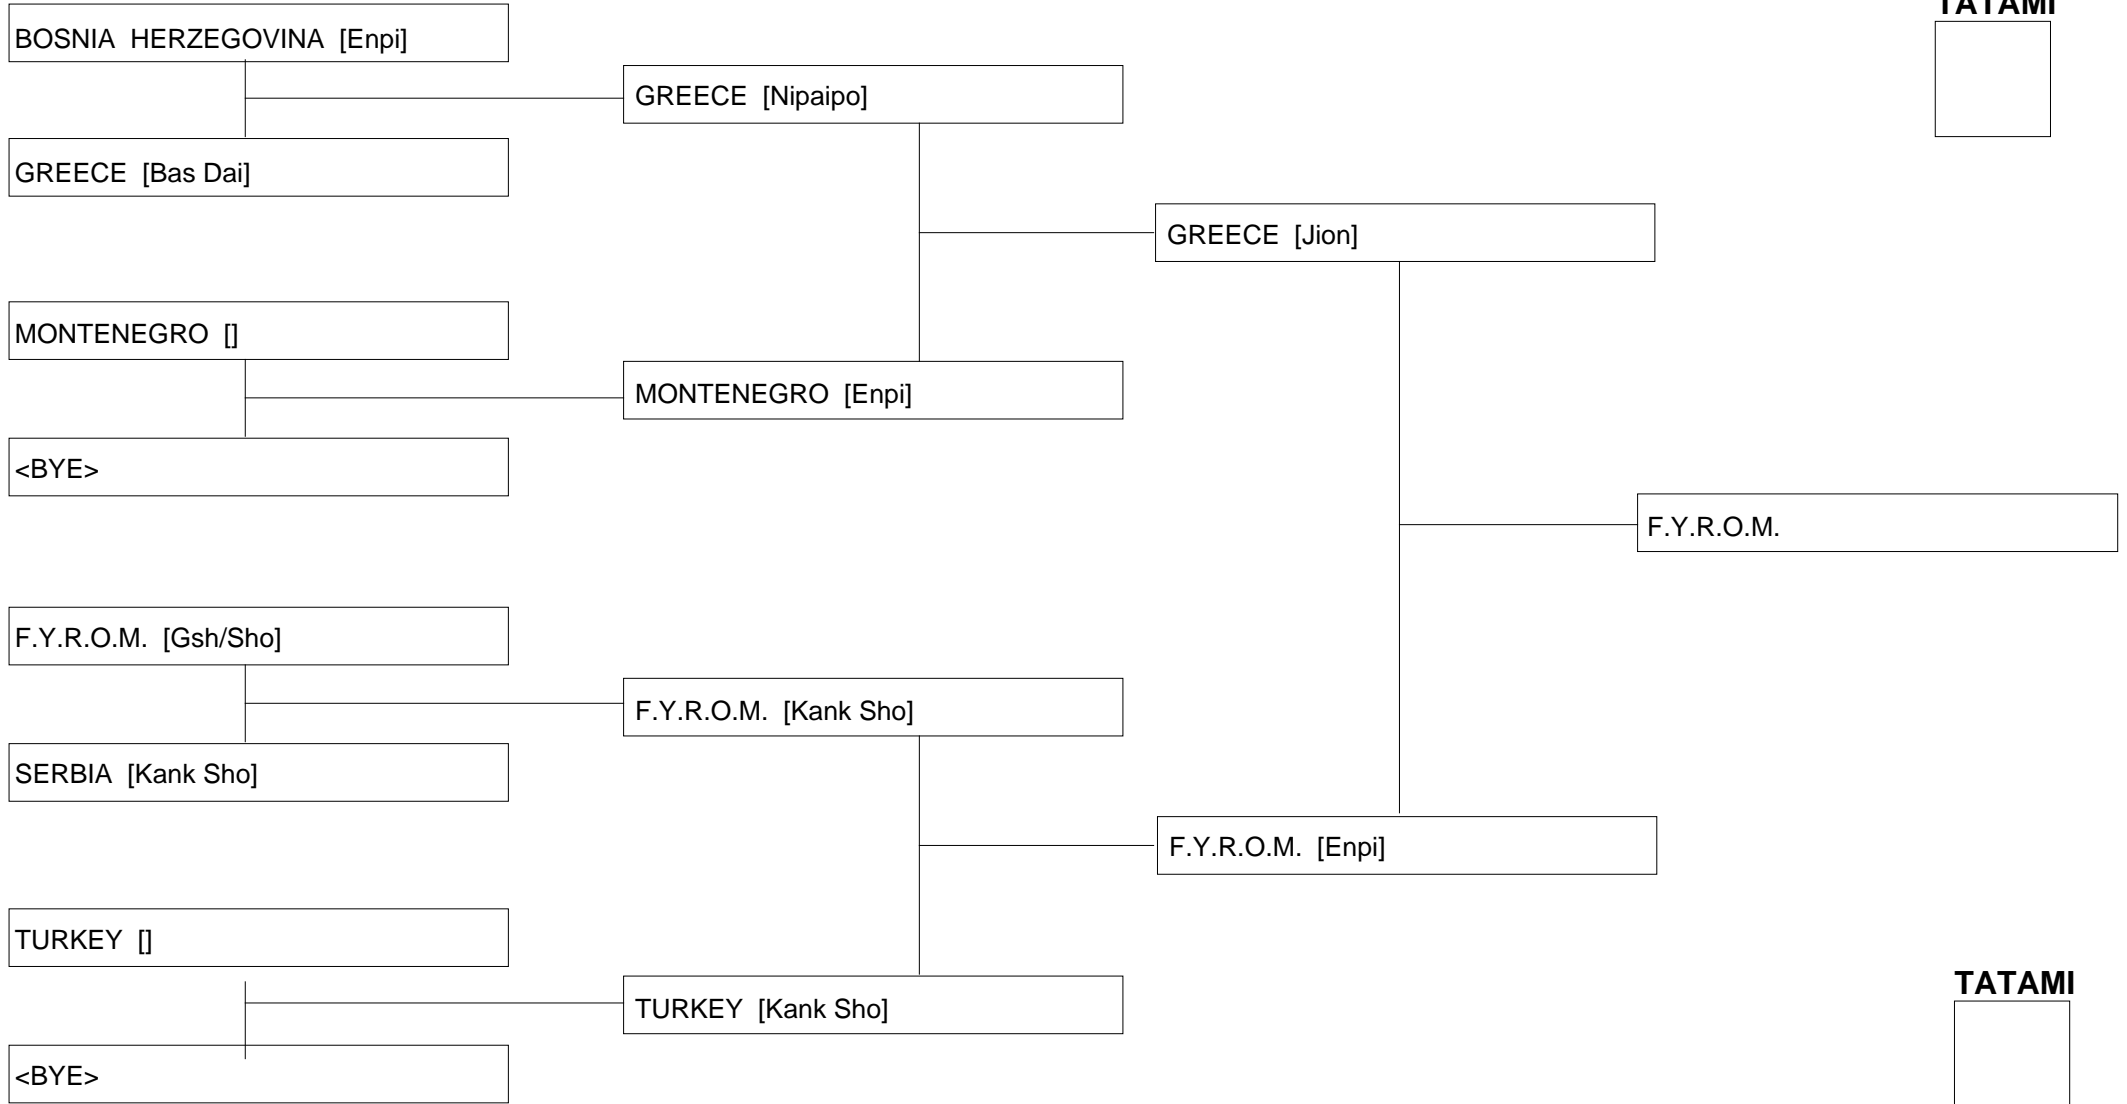 TATAMI
BOSNIA HERZEGOVINA [Enpi]
GREECE [Nipaipo]
GREECE [Bas Dai]
GREECE [Jion]
MONTENEGRO []
MONTENEGRO [Enpi]
<BYE>
F.Y.R.O.M.
F.Y.R.O.M. [Gsh/Sho]
F.Y.R.O.M. [Kank Sho]
SERBIA [Kank Sho]
F.Y.R.O.M. [Enpi]
TURKEY []
TATAMI
TURKEY [Kank Sho]
<BYE>